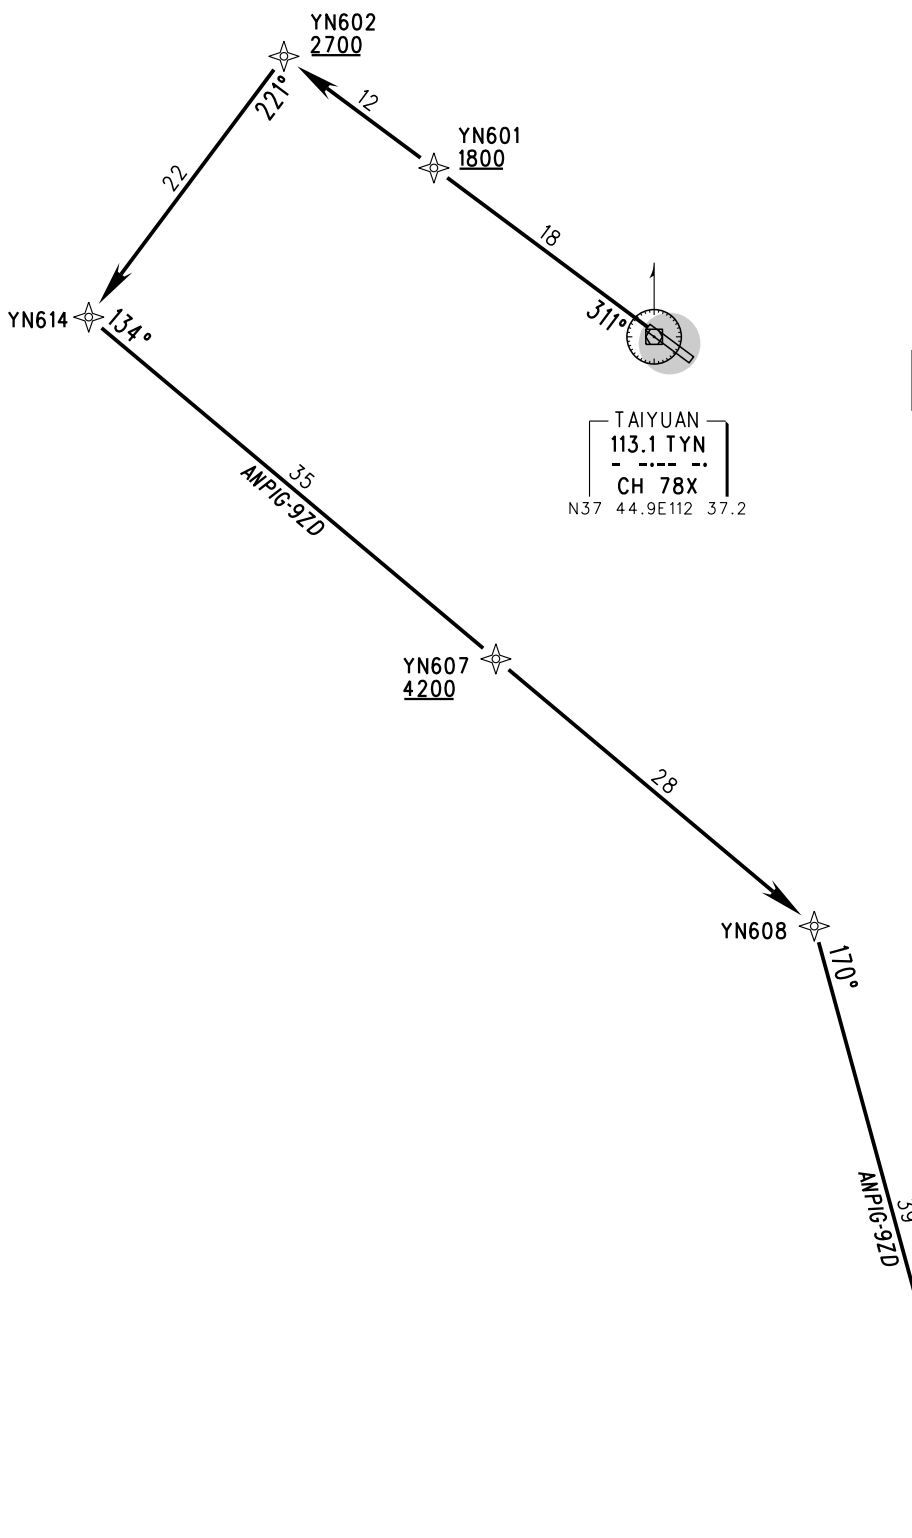 YN602
2700
221°
12
YN601
1800
22
18
311°
YN614
134°
TAIYUAN
113.1 TYN
CH 78X
N37 44.9E112 37.2
35
ANPIG-9ZD
YN607
4200
28
YN608
170°
39
ANPIG-9ZD